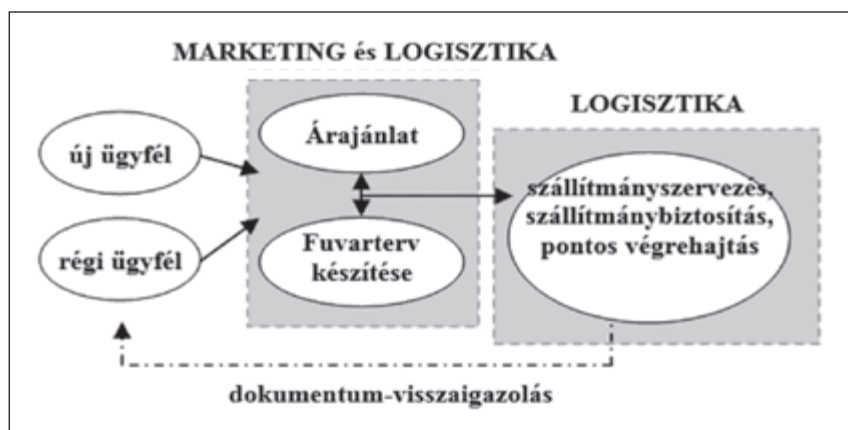 MARKETING és LOGISZTIKA
LOGISZTIKA
új ügyfél
régi ügyfél
Árajánlat
Fuvarterv
készítése
szállítmányszervezés,
szállítmánybiztosítás,
pontos végrehajtás
dokumentum-visszaigazolás